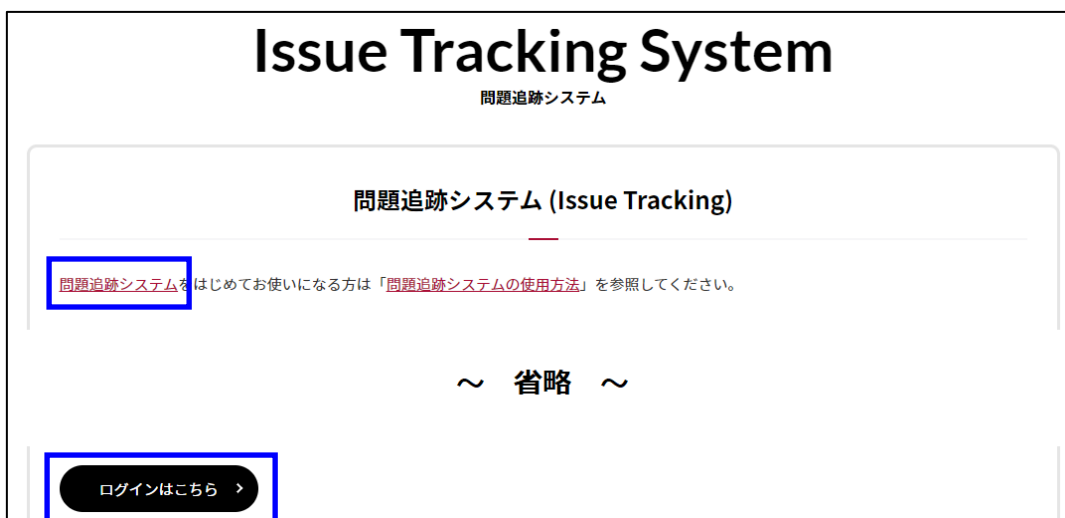 Issue Tracking System
問題追跡システム
問題追跡システム (Issue Tracking)
問題追跡システムをはじめてお使いになる方は「問題追跡システムの使用方法」を参照してください。
～ 省略 ～
ログインはこちら >